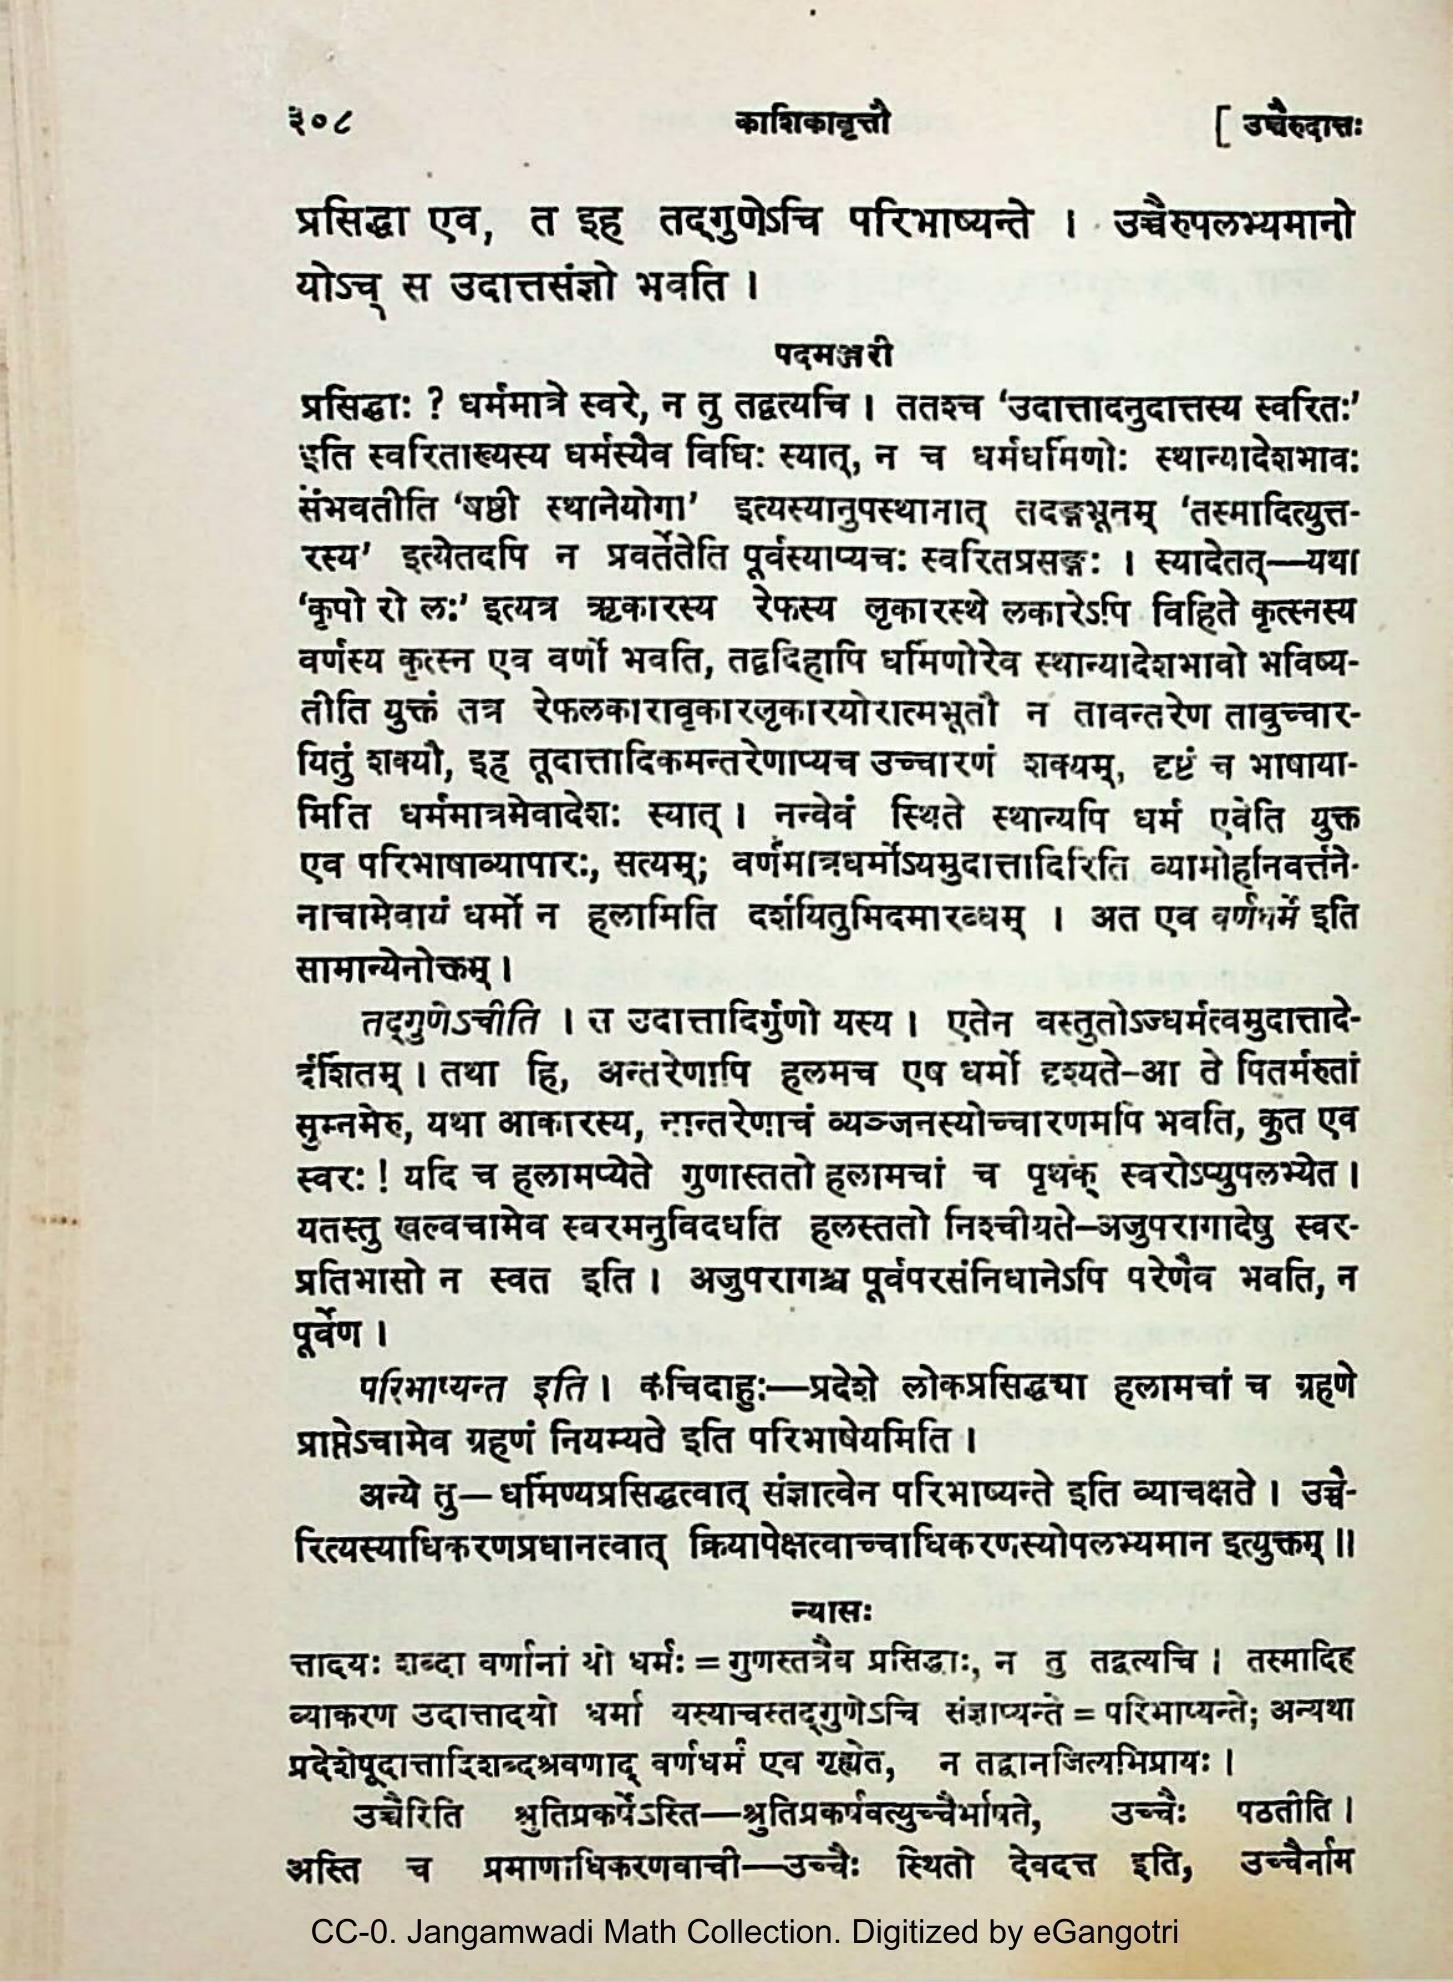 ३०८ काशिकावृत्तौ [ उच्चैरुदात्तः
प्रसिद्धा एव, त इह तद्‌गुणेऽचि परिभाष्यन्ते । उच्चैरुपलभ्यमानो
योऽच् स उदात्तसंज्ञो भवति ।
पदमञ्जरी
प्रसिद्धाः ? धर्ममात्रे स्वरे, न तु तद्वत्यचि । ततश्च ‘उदात्तादनुदात्तस्य स्वरितः’
इति स्वरिताख्यस्य धर्मस्यैव विधिः स्यात्, न च धर्मधर्मिणोः स्थान्यादेशभावः
संभवतीति ‘षष्ठी स्थानेयोगा’ इत्यस्यानुपस्थानात् तदङ्गभूतम् ‘तस्मादित्युत्त-
रस्य’ इत्येतदपि न प्रवर्तेतेति पूर्वस्याप्यचः स्वरितप्रसङ्गः । स्यादेतत्—यथा
‘कृपो रो लः’ इत्यत्र ऋकारस्य रेफस्य लृकारस्थे लकारेऽपि विहिते कृत्स्नस्य
वर्णस्य कृत्स्न एव वर्णो भवति, तद्वदिहापि धर्मिणोरेव स्थान्यादेशभावो भविष्य-
तीति युक्तं तत्र रेफलकारावृकारलृकारयोरात्मभूतौ न तावन्तरेण तावुच्चार-
यितुं शक्यौ, इह तूदात्तादिकमन्तरेणाप्यच उच्चारणं शक्यम्, दृष्टं च भाषाया-
मिति धर्ममात्रमेवादेशः स्यात् । नन्वेवं स्थिते स्थान्यपि धर्म एवेति युक्त
एव परिभाषाव्यापारः, सत्यम्; वर्णमात्रधर्मोऽयमुदात्तादिरिति व्यामोहनिवर्त्तने-
नाचामेवायं धर्मो न हलामिति दर्शयितुमिदमारब्धम् । अत एव वर्णधर्मे इति
सामान्येनोक्तम् ।
तद्‌गुणेऽचीति । स उदात्तादिर्गुणो यस्य । एतेन वस्तुतोऽज्धर्मत्वमुदात्तादे-
र्दर्शितम् । तथा हि, अन्तरेणापि हलमच एष धर्मो दृश्यते–आ ते पितर्मरुतां
सुम्नमेरु, यथा आकारस्य, नान्तरेणाचं व्यञ्जनस्योच्चारणमपि भवति, कुत एव
स्वरः ! यदि च हलामप्येते गुणास्ततो हलामचां च पृथक् स्वरोऽप्युपलभ्येत ।
यतस्तु खल्वचामेव स्वरमनुविदधति हलस्ततो निश्चीयते–अजुपरागादेषु स्वर-
प्रतिभासो न स्वत इति । अजुपरागश्च पूर्वपरसंनिधानेऽपि परेणैव भवति, न
पूर्वेण ।
परिभाष्यन्त इति । केचिदाहुः—प्रदेशे लोकप्रसिद्ध्या हलामचां च ग्रहणे
प्राप्तेऽचामेव ग्रहणं नियम्यते इति परिभाषेयमिति ।
अन्ये तु—धर्मिण्यप्रसिद्धत्वात् संज्ञात्वेन परिभाष्यन्ते इति व्याचक्षते । उच्चै-
रित्यस्याधिकरणप्रधानत्वात् क्रियापेक्षत्वाच्चाधिकरणस्योपलभ्यमान इत्युक्तम् ॥
न्यासः
त्तादयः शब्दा वर्णानां यो धर्मः = गुणस्तत्रैव प्रसिद्धाः, न तु तद्वत्यचि । तस्मादिह
व्याकरण उदात्तादयो धर्मा यस्याचस्तद्‌गुणेऽचि संज्ञाप्यन्ते = परिभाष्यन्ते; अन्यथा
प्रदेशेषूदात्तादिशब्दश्रवणाद् वर्णधर्म एव गृह्येत, न तद्वानजित्यभिप्रायः ।
उच्चैरिति श्रुतिप्रकर्षेऽस्ति—श्रुतिप्रकर्षवत्युच्चैर्भाषते, उच्चैः पठतीति ।
अस्ति च प्रमाणाधिकरणवाची—उच्चैः स्थितो देवदत्त इति, उच्चैर्नाम
CC-0. Jangamwadi Math Collection. Digitized by eGangotri